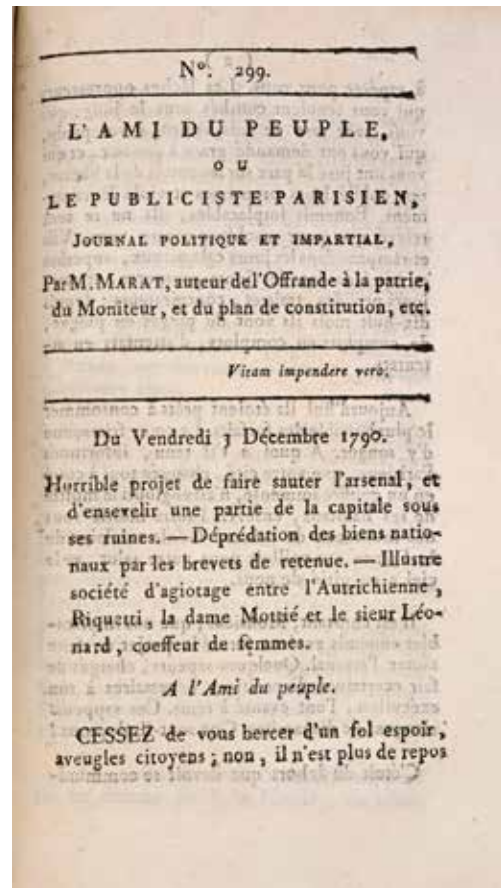 N°. 299.
L'AMI DU PEUPLE,
OU
LE PUBLICISTE PARISIEN,
JOURNAL POLITIQUE ET IMPARTIAL,
Par M. MARAT, auteur de l'Offrande à la patrie,
du Moniteur, et du plan de constitution, etc.
Vitam impendere vero.
Du Vendredi 3 Décembre 1790.
Horrible projet de faire sauter l'arsenal, et
d'ensevelir une partie de la capitale sous
ses ruines. — Déprédation des biens natio-
naux par les brevets de retenue. — Illustre
société d'agiotage entre l'Autrichienne,
Riquetti, la dame Mottié et le sieur Léo-
nard, coeffeur de femmes.
A l'Ami du peuple.
CESSEZ de vous bercer d'un fol espoir,
aveugles citoyens; non, il n'est plus de repos